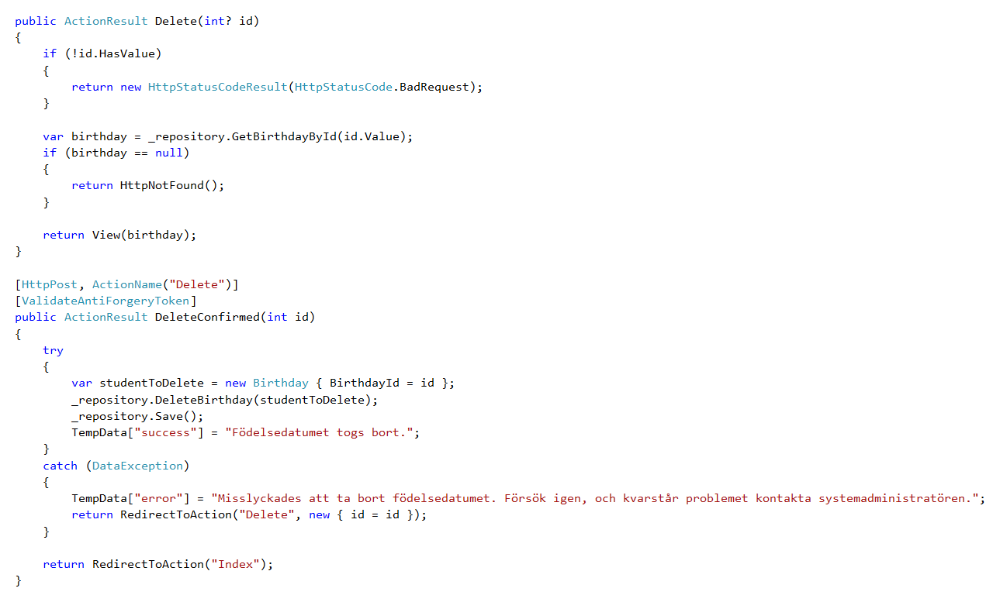 public ActionResult Delete(int? id)
{
    if (!id.HasValue)
    {
        return new HttpStatusCodeResult(HttpStatusCode.BadRequest);
    }

    var birthday = _repository.GetBirthdayById(id.Value);
    if (birthday == null)
    {
        return HttpNotFound();
    }

    return View(birthday);
}

[HttpPost, ActionName("Delete")]
[ValidateAntiForgeryToken]
public ActionResult DeleteConfirmed(int id)
{
    try
    {
        var studentToDelete = new Birthday { BirthdayId = id };
        _repository.DeleteBirthday(studentToDelete);
        _repository.Save();
        TempData["success"] = "Födelsedatumet togs bort.";
    }
    catch (DataException)
    {
        TempData["error"] = "Misslyckades att ta bort födelsedatumet. Försök igen, och kvarstår problemet kontakta systemadministratören.";
        return RedirectToAction("Delete", new { id = id });
    }

    return RedirectToAction("Index");
}